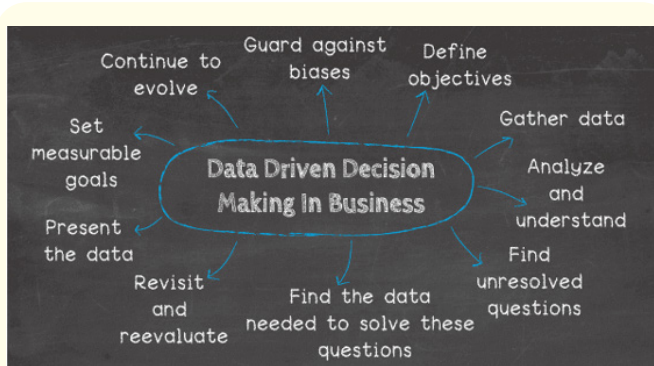 Data Driven Decision
Making In Business
Guard against
biases
Define
objectives
Gather data
Analyze
and
understand
Find
unresolved
questions
Find the data
needed to solve these
questions
Revisit
and
reevaluate
Present
the data
Set
measurable
goals
Continue to
evolve